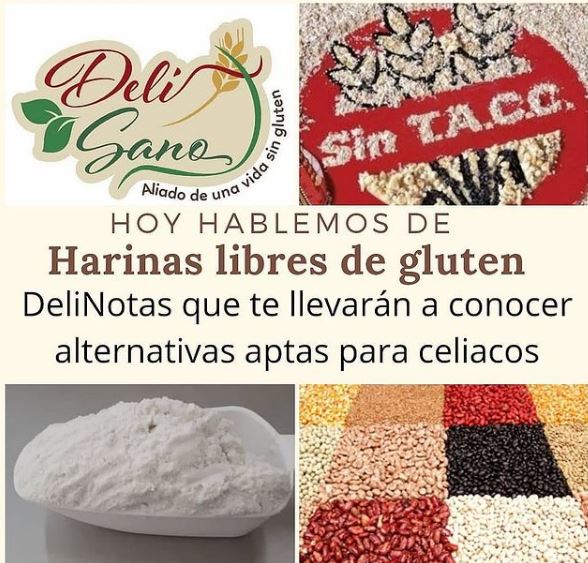 Deli
Sano
Aliado de una vida sin gluten
Sin T.A.C.C.
HOY HABLEMOS DE
Harinas libres de gluten
DeliNotas que te llevarán a conocer
alternativas aptas para celiacos